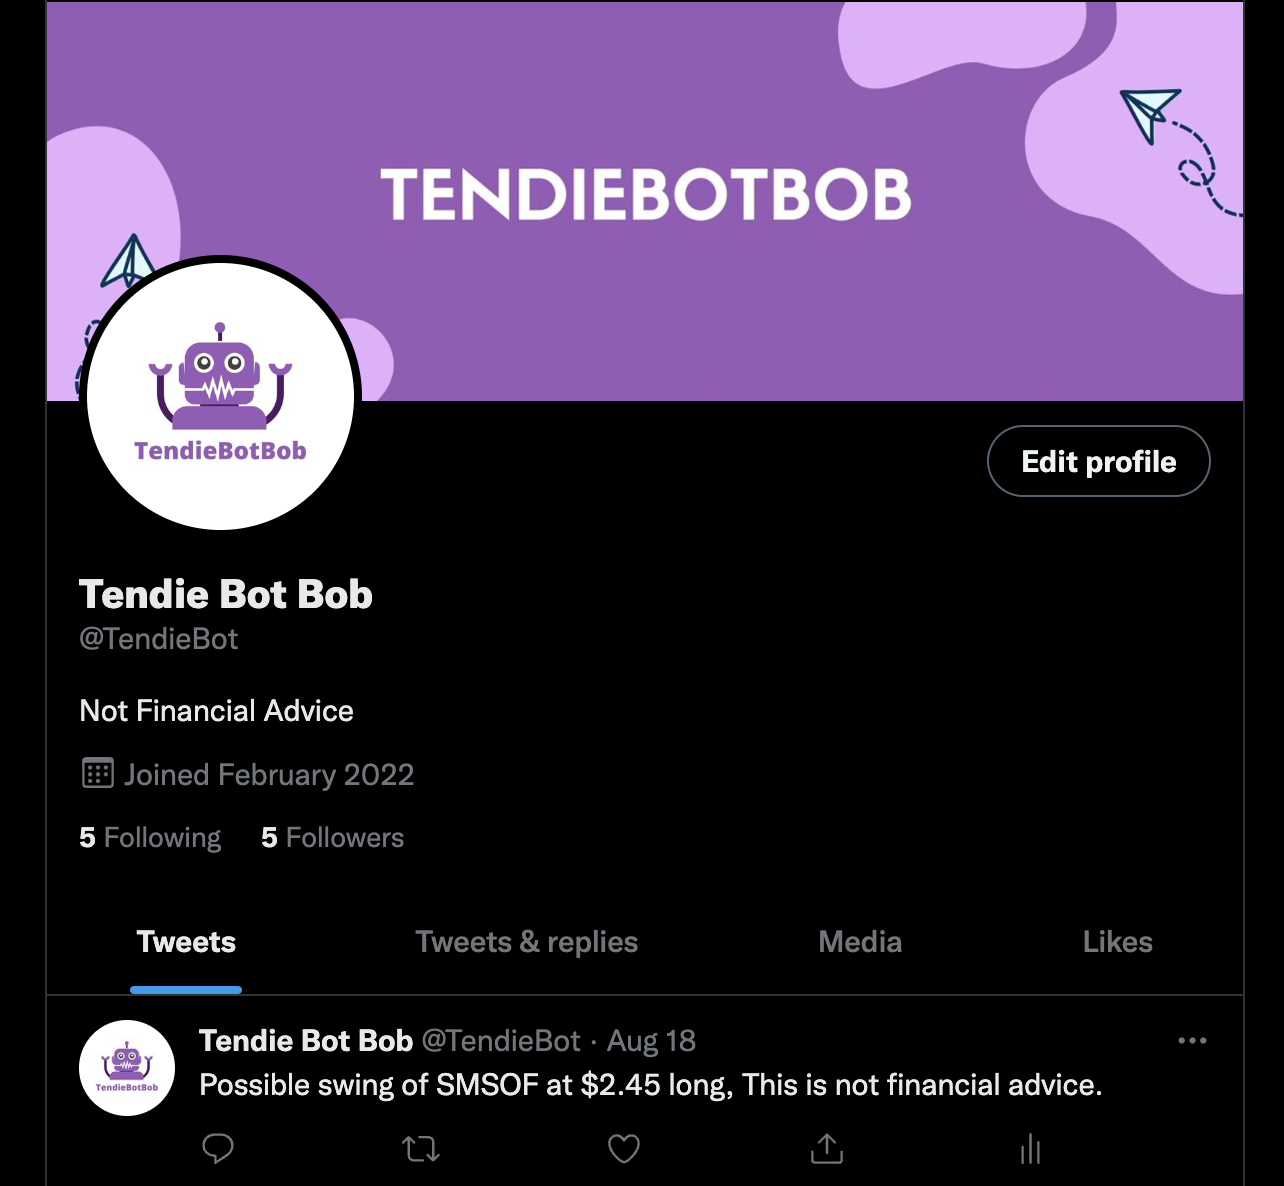 TENDIEBOTBOB
TendieBotBob
Edit profile
Tendie Bot Bob
@TendieBot
Not Financial Advice
Joined February 2022
5 Following 5 Followers
Tweets Tweets & replies Media Likes
Tendie Bot Bob @TendieBot · Aug 18
Possible swing of SMSOF at $2.45 long, This is not financial advice.
TendieBotBob